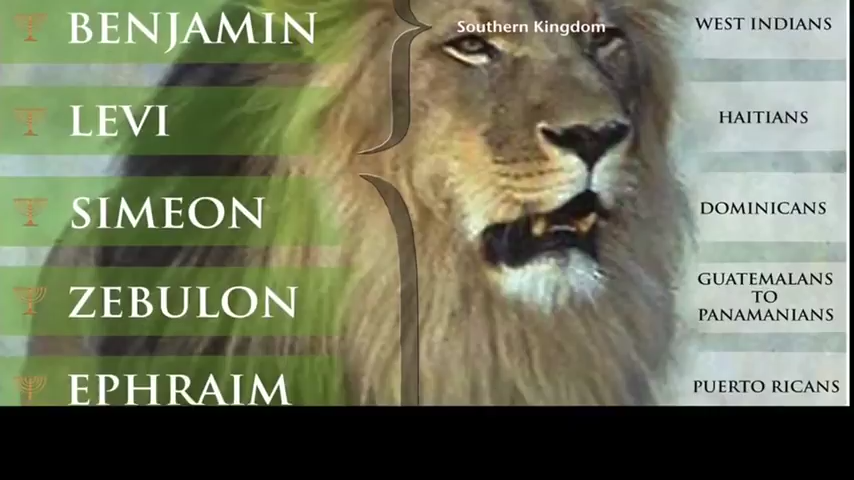 BENJAMIN
Southern Kingdom
WEST INDIANS
LEVI
HAITIANS
SIMEON
DOMINICANS
ZEBULON
GUATEMALANS
TO
PANAMANIANS
EPHRAIM
PUERTO RICANS